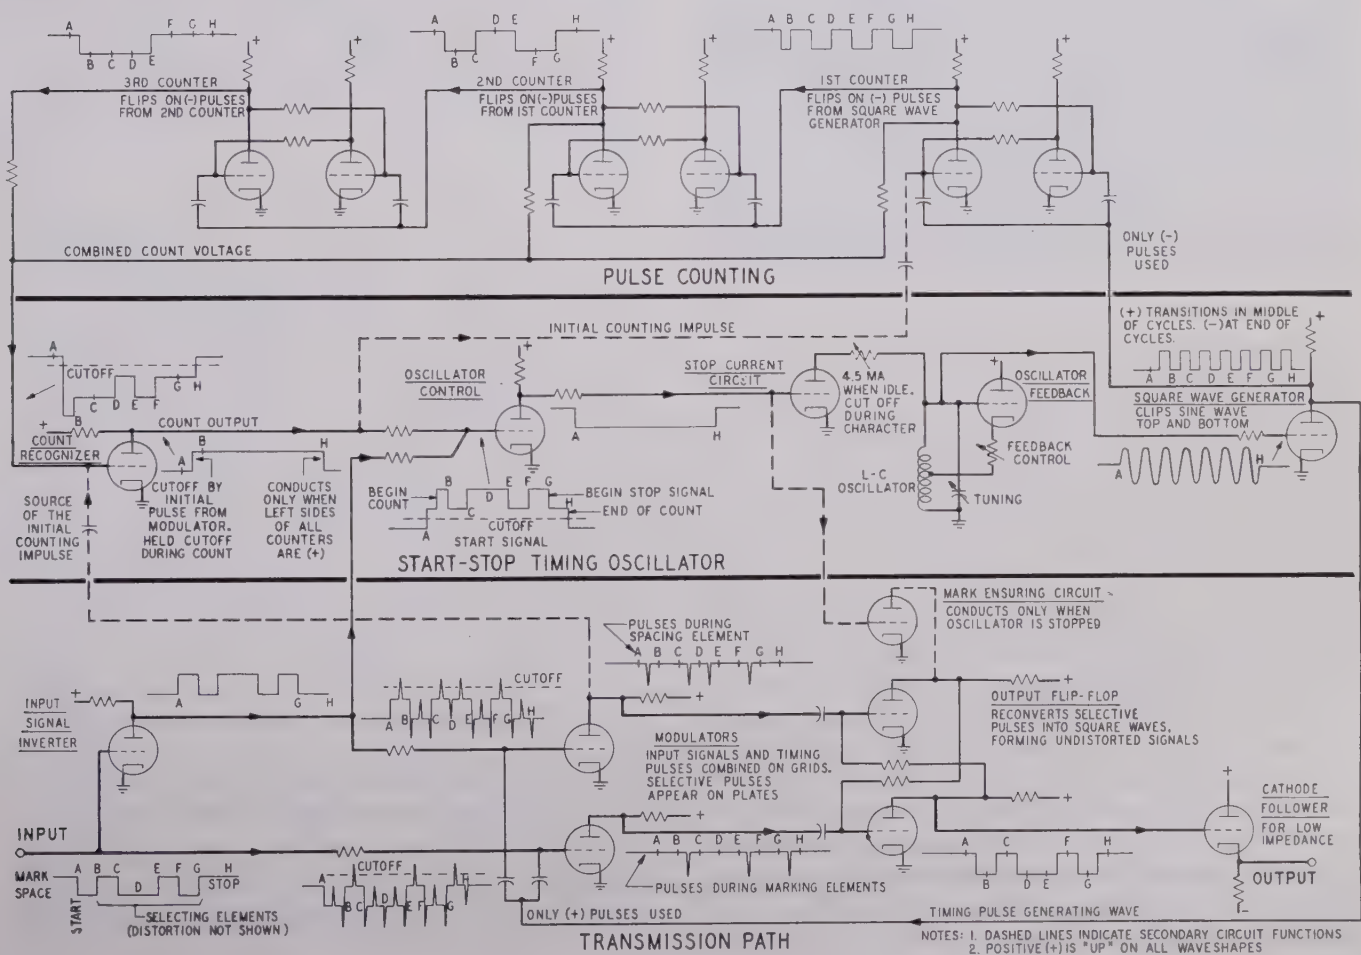 A F G H
B C D E
3RD COUNTER
FLIPS ON (-) PULSES
FROM 2ND COUNTER
+
+
A D E H
B C F G
2ND COUNTER
FLIPS ON (-) PULSES
FROM 1ST COUNTER
+
+
A B C D E F G H
1ST COUNTER
FLIPS ON (-) PULSES
FROM SQUARE WAVE
GENERATOR
+
+
COMBINED COUNT VOLTAGE
ONLY (-)
PULSES
USED
PULSE COUNTING
INITIAL COUNTING IMPULSE
(+) TRANSITIONS IN MIDDLE
OF CYCLES. (-) AT END OF
CYCLES.
+
A B C D E F G H
SQUARE WAVE GENERATOR
CLIPS SINE WAVE
TOP AND BOTTOM
A H
A
CUTOFF
G H
B C D E F
+
COUNT OUTPUT
COUNT
RECOGNIZER
A B H
SOURCE
OF THE
INITIAL
COUNTING
IMPULSE
CUTOFF BY
INITIAL
PULSE FROM
MODULATOR.
HELD CUTOFF
DURING COUNT
CONDUCTS
ONLY WHEN
LEFT SIDES
OF ALL
COUNTERS
ARE (+)
OSCILLATOR
CONTROL
+
A H
BEGIN
COUNT
B C D E F G H
BEGIN STOP SIGNAL
END OF COUNT
A
CUTOFF
START SIGNAL
STOP CURRENT
CIRCUIT
+
4.5 MA
WHEN IDLE.
CUT OFF
DURING
CHARACTER
+
OSCILLATOR
FEEDBACK
FEEDBACK
CONTROL
L-C
OSCILLATOR
TUNING
START-STOP TIMING OSCILLATOR
MARK ENSURING CIRCUIT
CONDUCTS ONLY WHEN
OSCILLATOR IS STOPPED
PULSES DURING
SPACING ELEMENT
A B C D E F G H
+
INPUT
SIGNAL
INVERTER
+
A G H
CUTOFF
A B C D E F G H
+
MODULATORS
INPUT SIGNALS AND TIMING
PULSES COMBINED ON GRIDS.
SELECTIVE PULSES
APPEAR ON PLATES
+
OUTPUT FLIP-FLOP
RECONVERTS SELECTIVE
PULSES INTO SQUARE WAVES,
FORMING UNDISTORTED SIGNALS
+
+
CATHODE
FOLLOWER
FOR LOW
IMPEDANCE
INPUT
A B C D E F G H
MARK
SPACE
STOP
START
SELECTING ELEMENTS
(DISTORTION NOT SHOWN)
CUTOFF
A B C D E F G H
+
A B C D E F G H
PULSES DURING MARKING ELEMENTS
A C F H
B D E G
OUTPUT
-
ONLY (+) PULSES USED
TIMING PULSE GENERATING WAVE
TRANSMISSION PATH
NOTES: 1. DASHED LINES INDICATE SECONDARY CIRCUIT FUNCTIONS
2. POSITIVE (+) IS "UP" ON ALL WAVESHAPES